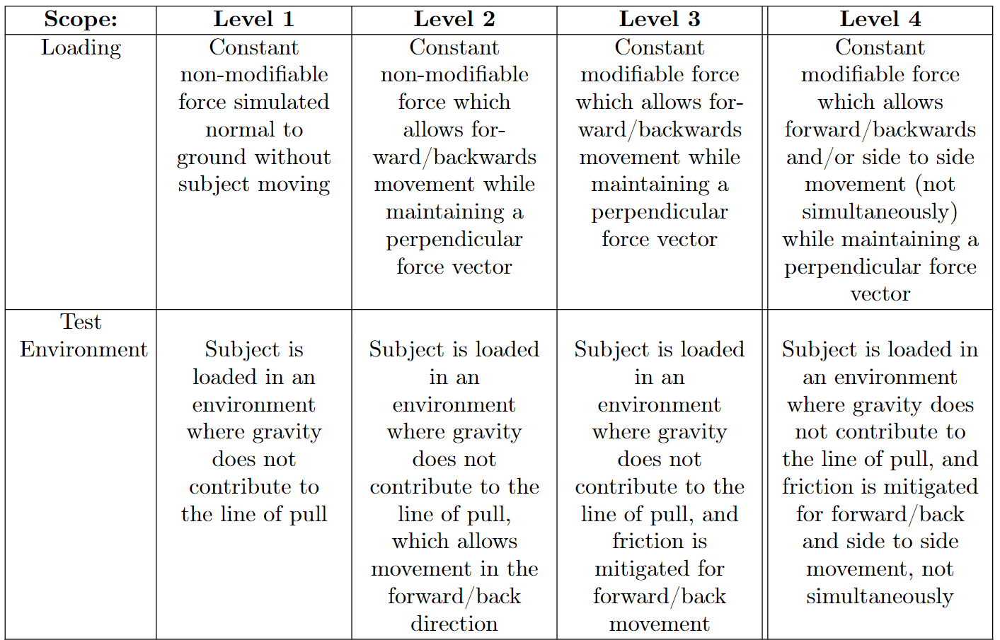 Scope: Level 1 Level 2 Level 3 Level 4
Loading
Constant
non-modifiable
force simulated
normal to
ground without
subject moving
Constant
non-modifiable
force which
allows for-
ward/backwards
movement while
maintaining a
perpendicular
force vector
Constant
modifiable force
which allows for-
ward/backwards
movement while
maintaining a
perpendicular
force vector
Constant
modifiable force
which allows
forward/backwards
and/or side to side
movement (not
simultaneously)
while maintaining a
perpendicular force
vector
Test
Environment
Subject is
loaded in an
environment
where gravity
does not
contribute to
the line of pull
Subject is loaded
in an
environment
where gravity
does not
contribute to the
line of pull,
which allows
movement in the
forward/back
direction
Subject is loaded
in an
environment
where gravity
does not
contribute to the
line of pull, and
friction is
mitigated for
forward/back
movement
Subject is loaded in
an environment
where gravity does
not contribute to
the line of pull, and
friction is mitigated
for forward/back
and side to side
movement, not
simultaneously